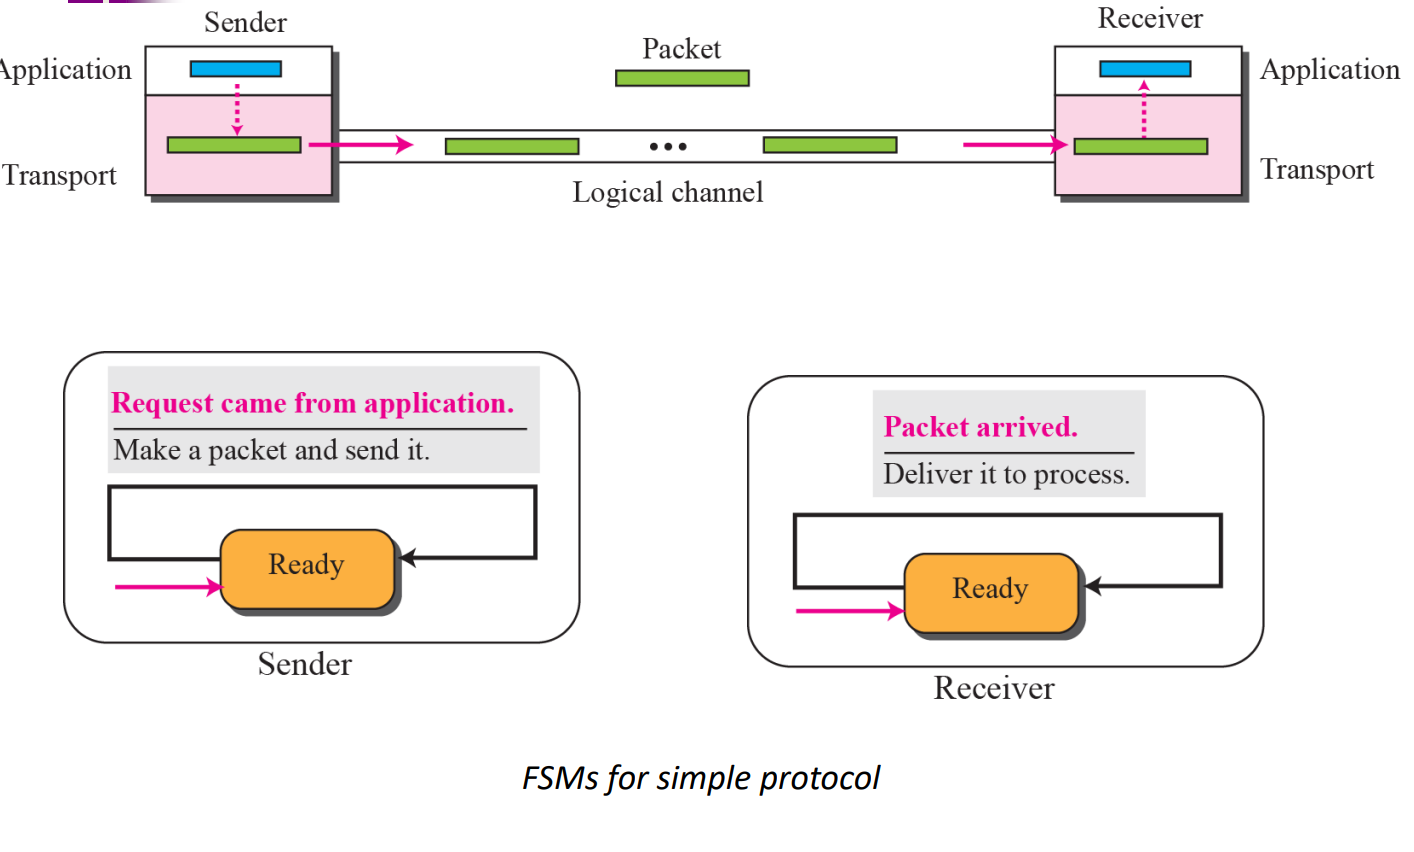 Sender
Receiver
Packet
Application
Application
Transport
Transport
Logical channel
Request came from application.
Make a packet and send it.
Ready
Sender
Packet arrived.
Deliver it to process.
Ready
Receiver
FSMs for simple protocol